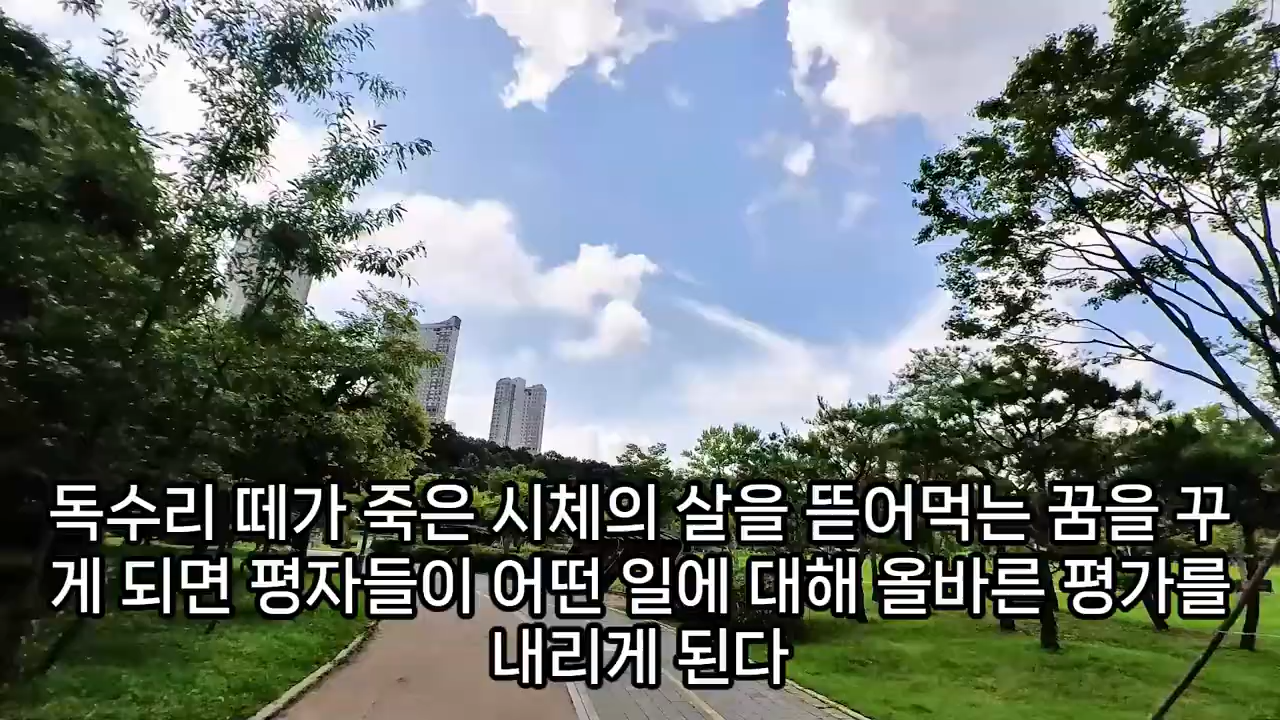 독수리 떼가 죽은 시체의 살을 뜯어먹는 꿈을 꾸
게 되면 평자들이 어떤 일에 대해 올바른 평가를
내리게 된다